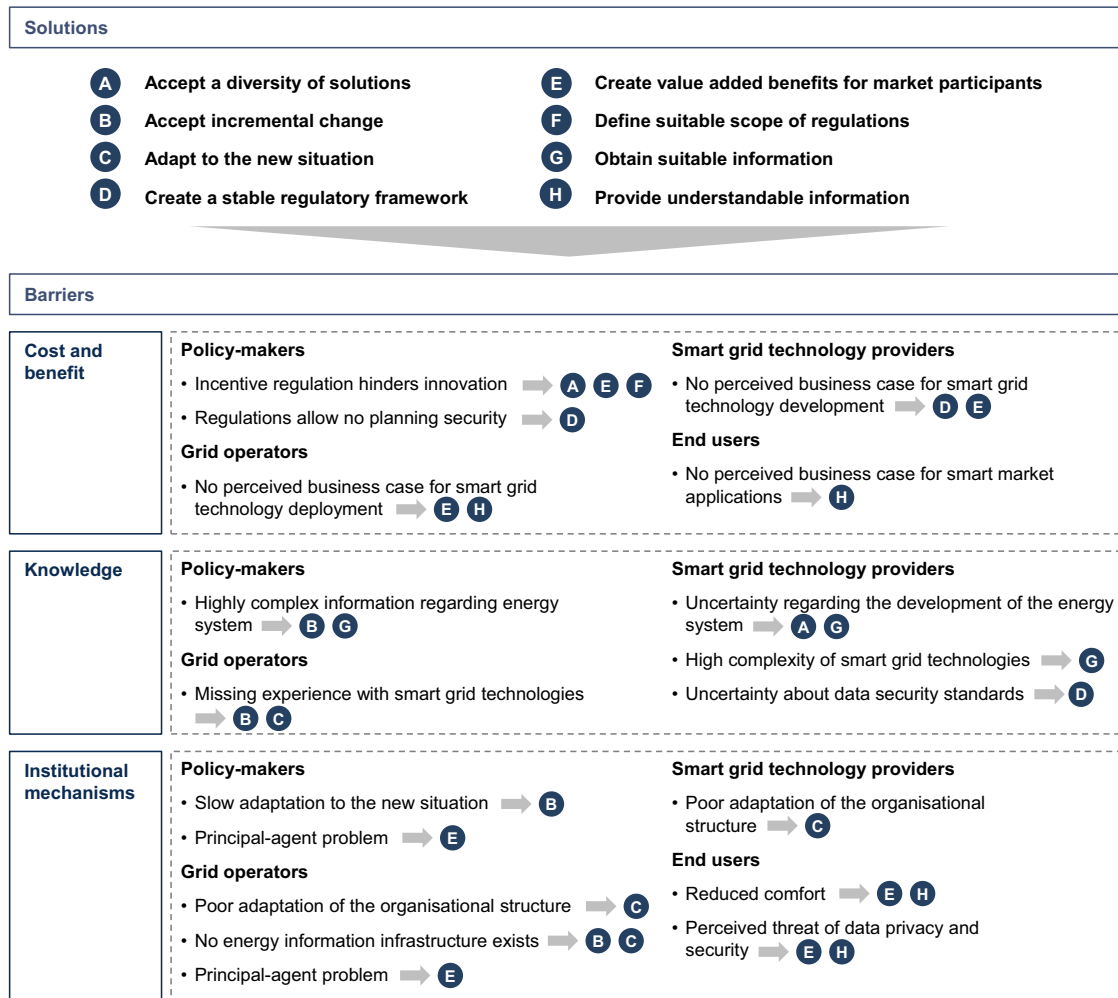 Solutions
A Accept a diversity of solutions
B Accept incremental change
C Adapt to the new situation
D Create a stable regulatory framework
E Create value added benefits for market participants
F Define suitable scope of regulations
G Obtain suitable information
H Provide understandable information
Barriers
Cost and
benefit
Policy-makers
• Incentive regulation hinders innovation A E F
• Regulations allow no planning security D
Grid operators
• No perceived business case for smart grid
technology deployment E H
Smart grid technology providers
• No perceived business case for smart grid
technology development D E
End users
• No perceived business case for smart market
applications H
Knowledge
Policy-makers
• Highly complex information regarding energy
system B G
Grid operators
• Missing experience with smart grid technologies
B C
Smart grid technology providers
• Uncertainty regarding the development of the energy
system A G
• High complexity of smart grid technologies G
• Uncertainty about data security standards D
Institutional
mechanisms
Policy-makers
• Slow adaptation to the new situation B
• Principal-agent problem E
Grid operators
• Poor adaptation of the organisational structure C
• No energy information infrastructure exists B C
• Principal-agent problem E
Smart grid technology providers
• Poor adaptation of the organisational
structure C
End users
• Reduced comfort E H
• Perceived threat of data privacy and
security E H